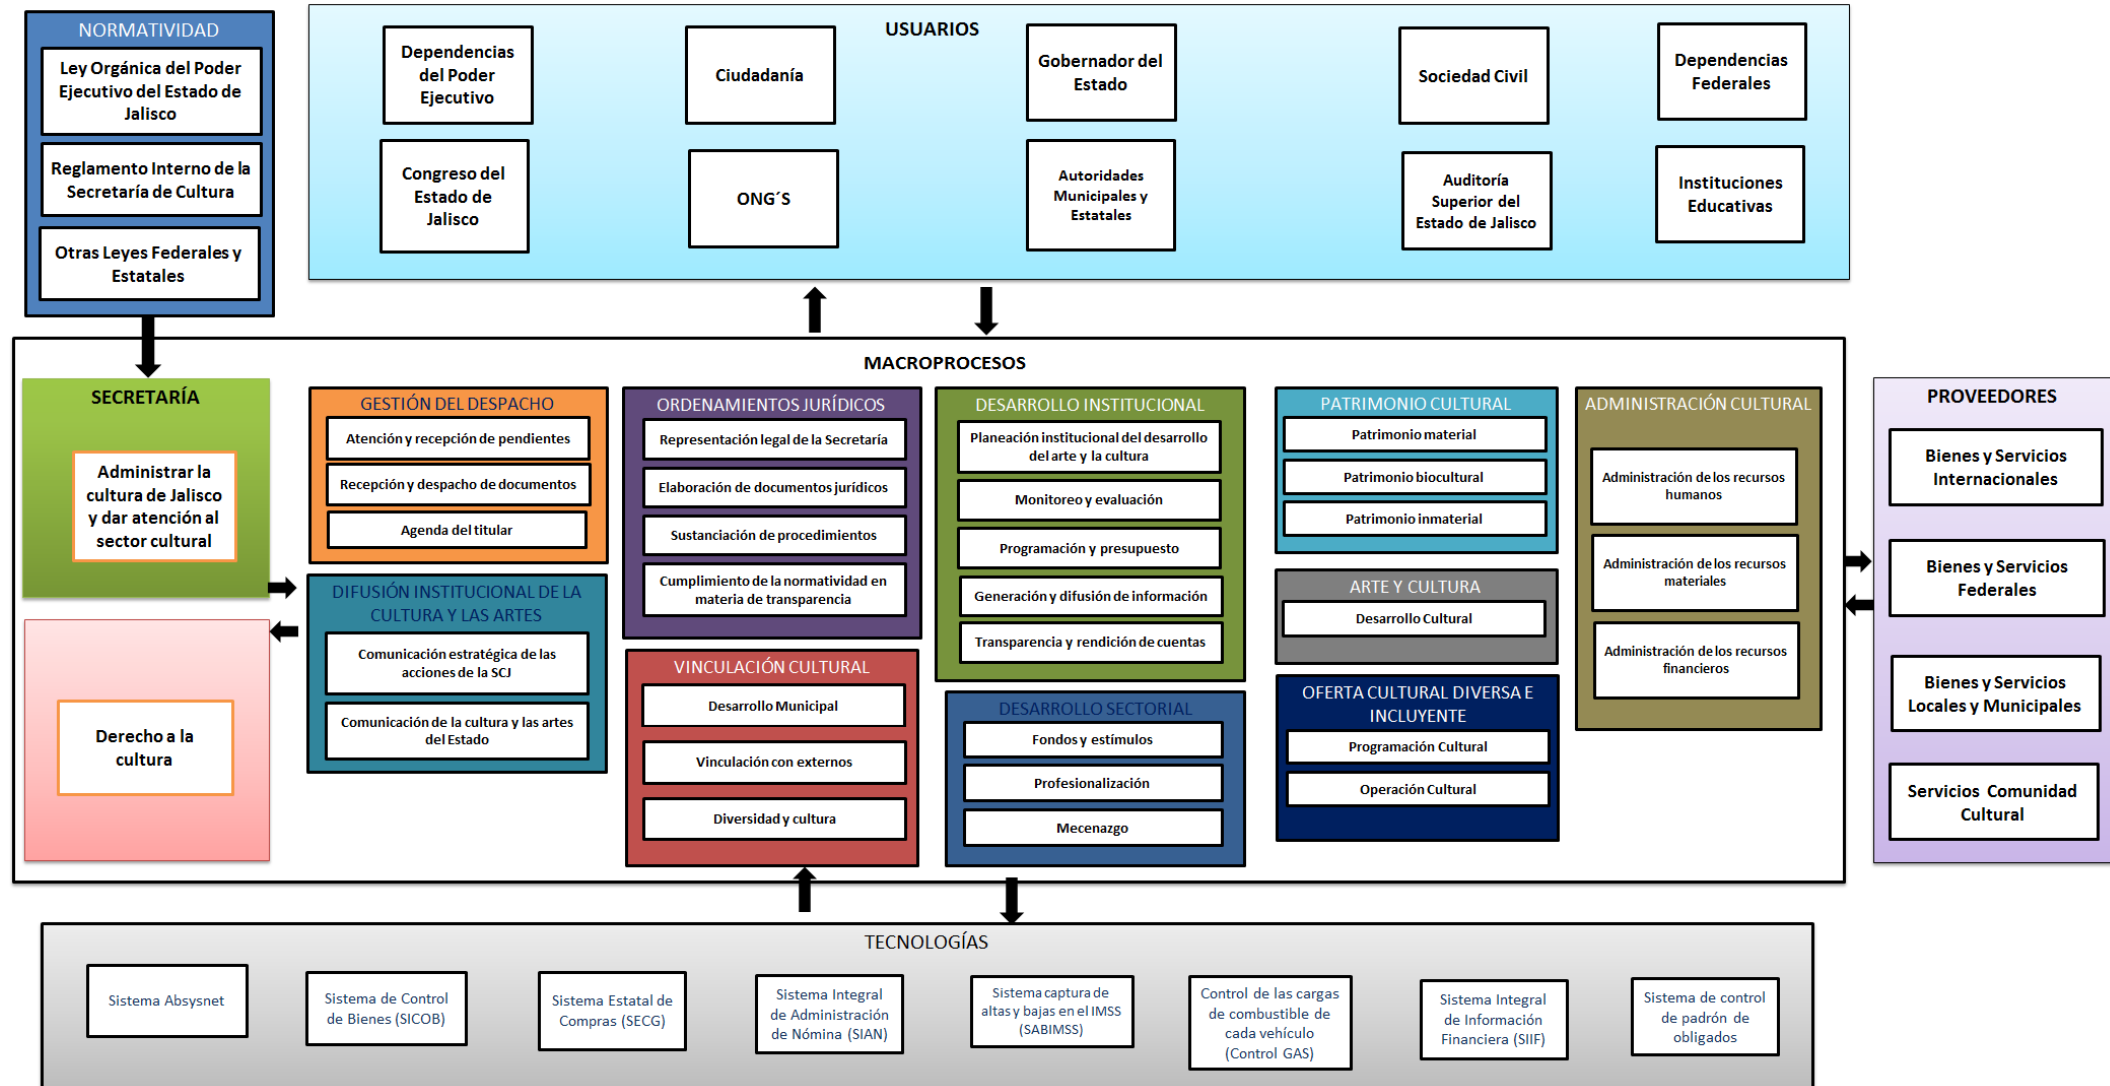 NORMATIVIDAD
Ley Orgánica del Poder
Ejecutivo del Estado de
Jalisco
Reglamento Interno de la
Secretaría de Cultura
Otras Leyes Federales y
Estatales
USUARIOS
Dependencias
del Poder
Ejecutivo
Ciudadanía
Gobernador del
Estado
Sociedad Civil
Dependencias
Federales
Congreso del
Estado de
Jalisco
ONG´S
Autoridades
Municipales y
Estatales
Auditoría
Superior del
Estado de Jalisco
Instituciones
Educativas
MACROPROCESOS
SECRETARÍA
Administrar la
cultura de Jalisco
y dar atención al
sector cultural
Derecho a la
cultura
GESTIÓN DEL DESPACHO
Atención y recepción de pendientes
Recepción y despacho de documentos
Agenda del titular
DIFUSIÓN INSTITUCIONAL DE LA
CULTURA Y LAS ARTES
Comunicación estratégica de las
acciones de la SCJ
Comunicación de la cultura y las artes
del Estado
ORDENAMIENTOS JURÍDICOS
Representación legal de la Secretaría
Elaboración de documentos jurídicos
Sustanciación de procedimientos
Cumplimiento de la normatividad en
materia de transparencia
VINCULACIÓN CULTURAL
Desarrollo Municipal
Vinculación con externos
Diversidad y cultura
DESARROLLO INSTITUCIONAL
Planeación institucional del desarrollo
del arte y la cultura
Monitoreo y evaluación
Programación y presupuesto
Generación y difusión de información
Transparencia y rendición de cuentas
DESARROLLO SECTORIAL
Fondos y estímulos
Profesionalización
Mecenazgo
PATRIMONIO CULTURAL
Patrimonio material
Patrimonio biocultural
Patrimonio inmaterial
ARTE Y CULTURA
Desarrollo Cultural
OFERTA CULTURAL DIVERSA E
INCLUYENTE
Programación Cultural
Operación Cultural
ADMINISTRACIÓN CULTURAL
Administración de los recursos
humanos
Administración de los recursos
materiales
Administración de los recursos
financieros
PROVEEDORES
Bienes y Servicios
Internacionales
Bienes y Servicios
Federales
Bienes y Servicios
Locales y Municipales
Servicios Comunidad
Cultural
TECNOLOGÍAS
Sistema Absysnet
Sistema de Control
de Bienes (SICOB)
Sistema Estatal de
Compras (SECG)
Sistema Integral
de Administración
de Nómina (SIAN)
Sistema captura de
altas y bajas en el IMSS
(SABIMSS)
Control de las cargas
de combustible de
cada vehículo
(Control GAS)
Sistema Integral
de Información
Financiera (SIIF)
Sistema de control
de padrón de
obligados